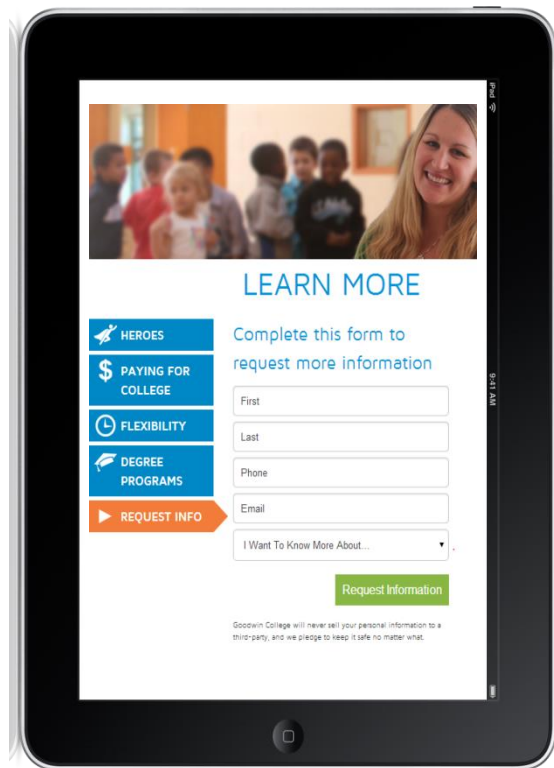 iPad
9:41 AM
LEARN MORE
HEROES
$ PAYING FOR
COLLEGE
FLEXIBILITY
DEGREE
PROGRAMS
REQUEST INFO
Complete this form to
request more information
First
Last
Phone
Email
I Want To Know More About...
Request Information
Goodwin College will never sell your personal information to a
third-party, and we pledge to keep it safe no matter what.